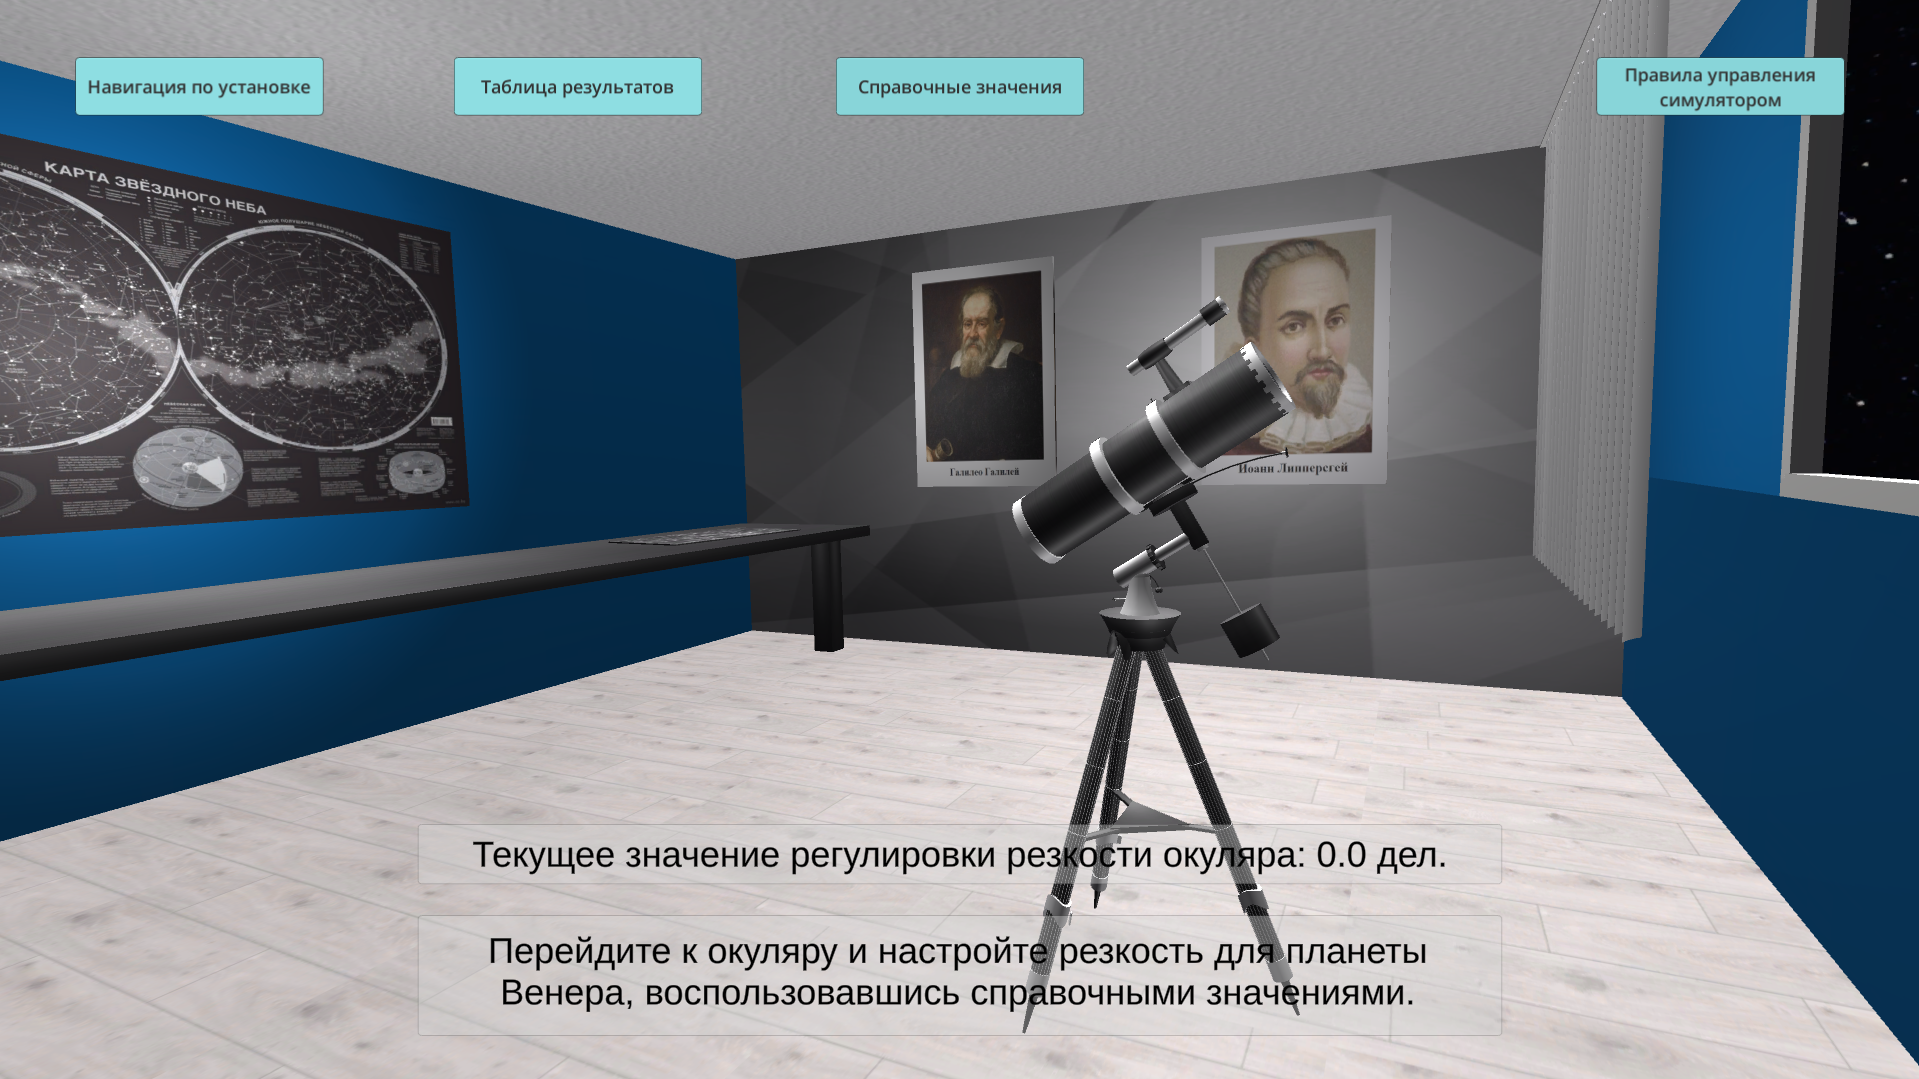 Навигация по установке
Таблица результатов
Справочные значения
Правила управления
симулятором
КАРТА ЗВЁЗДНОГО НЕБА
Галилео Галилей
Иоанн Липперсгей
Текущее значение регулировки резкости окуляра: 0.0 дел.
Перейдите к окуляру и настройте резкость для планеты
Венера, воспользовавшись справочными значениями.